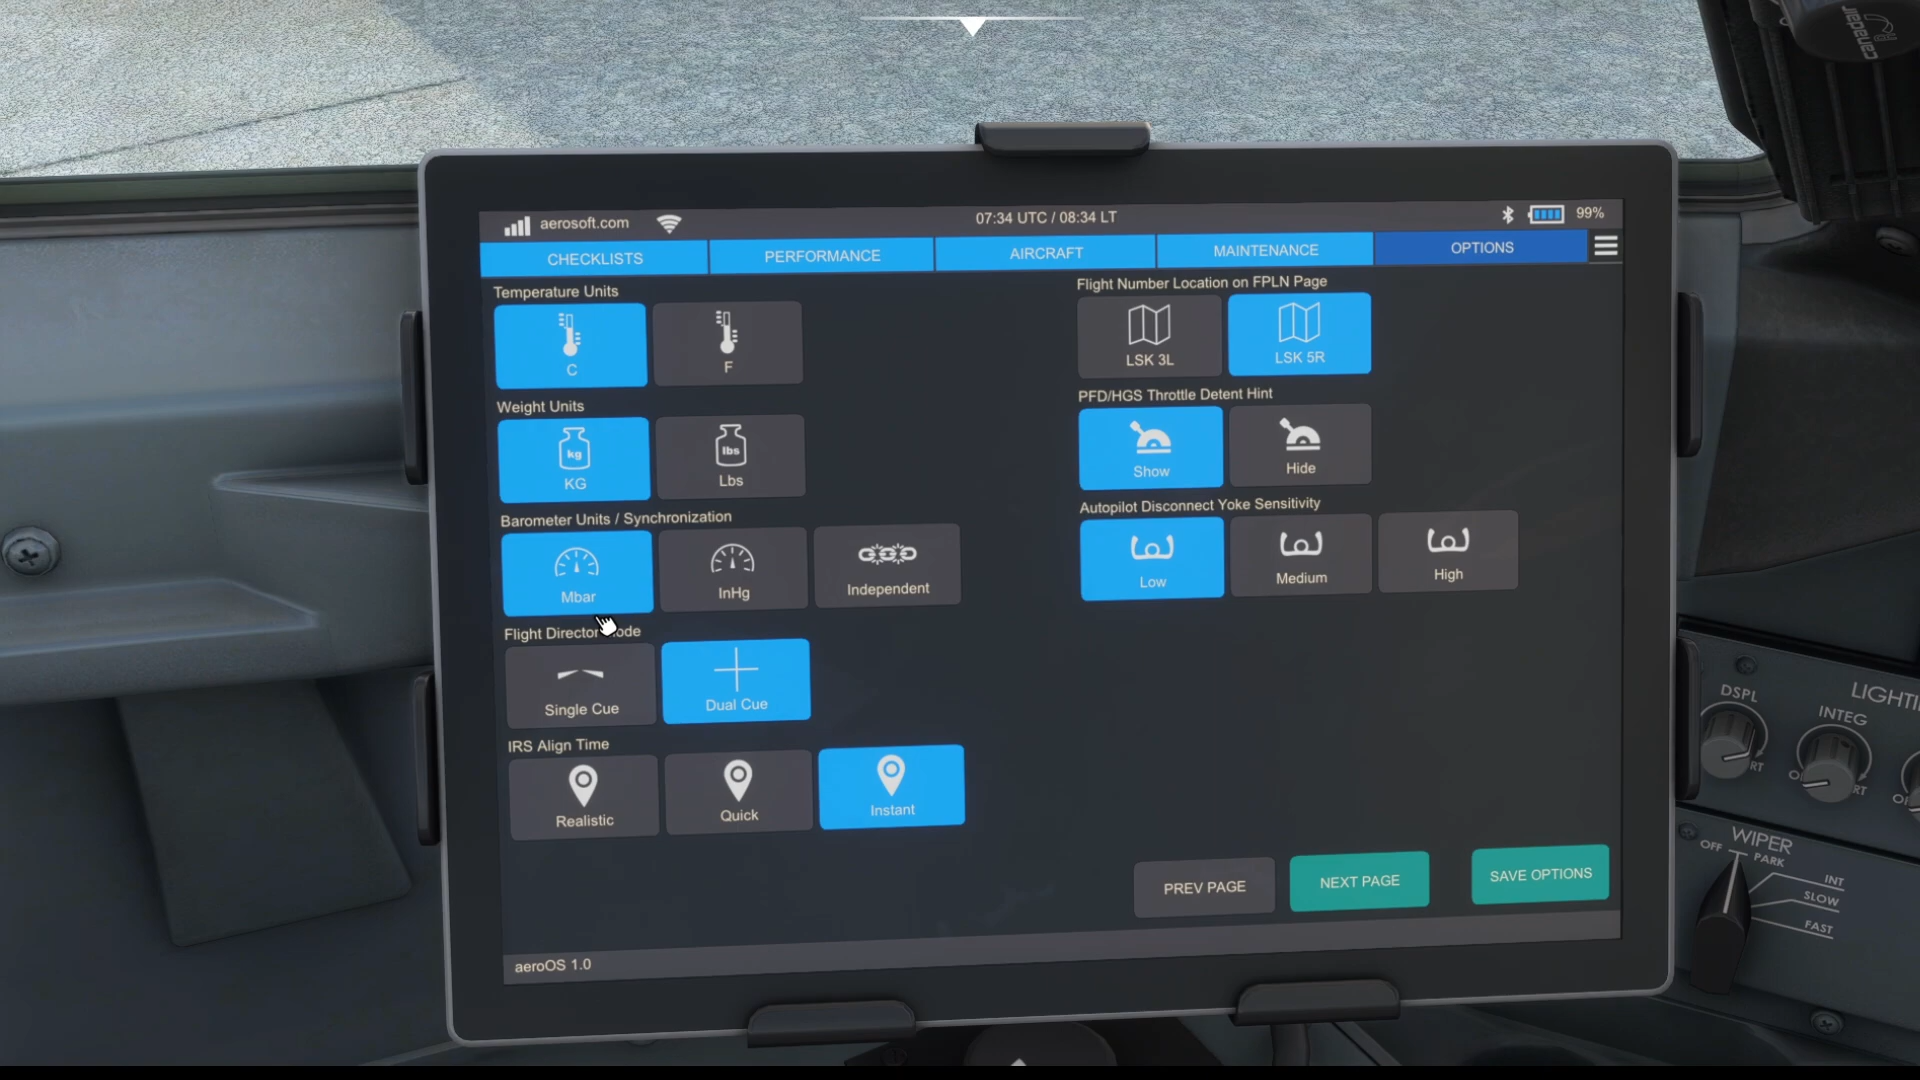 canadair
aerosoft.com
07:34 UTC / 08:34 LT
99%
CHECKLISTS
PERFORMANCE
AIRCRAFT
MAINTENANCE
OPTIONS
Temperature Units
C
F
Weight Units
kg
KG
lbs
Lbs
Barometer Units / Synchronization
Mbar
InHg
Independent
Flight Director ode
Single Cue
Dual Cue
IRS Align Time
Realistic
Quick
Instant
Flight Number Location on FPLN Page
LSK 3L
LSK 5R
PFD/HGS Throttle Detent Hint
Show
Hide
Autopilot Disconnect Yoke Sensitivity
Low
Medium
High
PREV PAGE
NEXT PAGE
SAVE OPTIONS
aeroOS 1.0
DSPL
LIGHTI
INTEG
WIPER
OFF
PARK
INT
SLOW
FAST